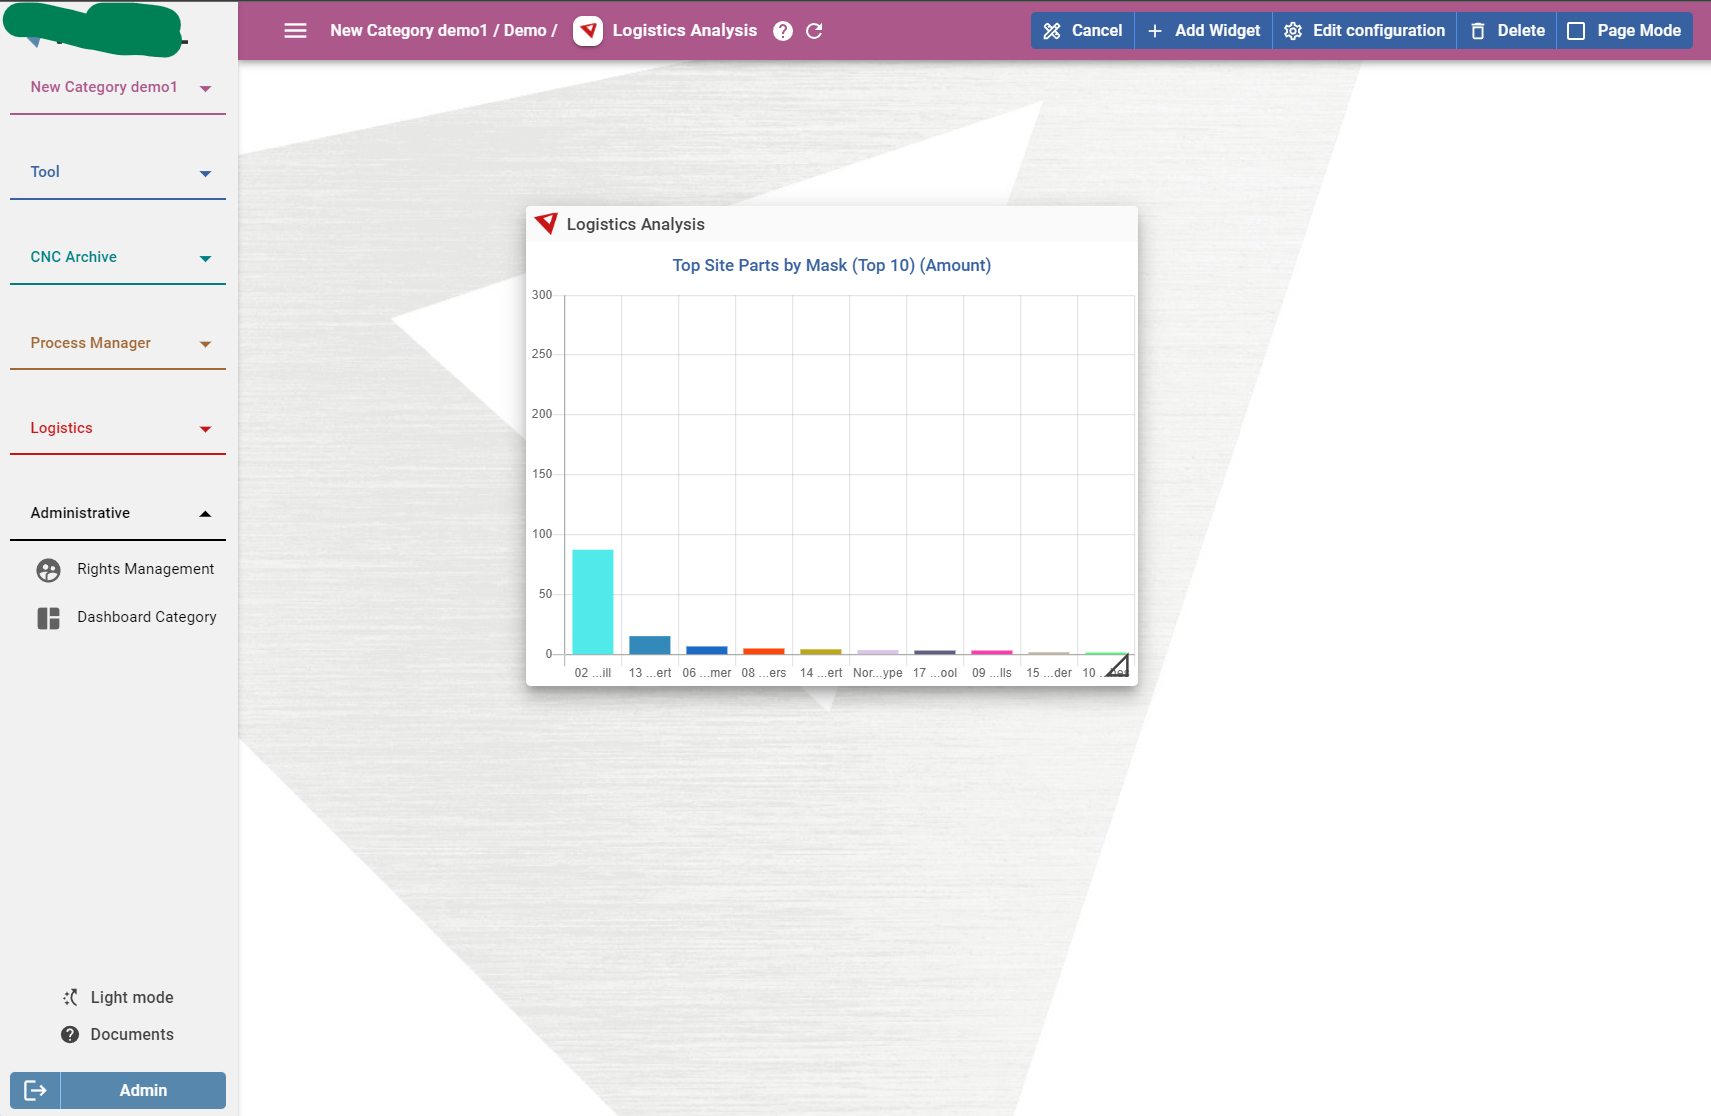 New Category demo1 / Demo / Logistics Analysis
Cancel
Add Widget
Edit configuration
Delete
Page Mode
New Category demo1
Tool
CNC Archive
Process Manager
Logistics
Administrative
Rights Management
Dashboard Category
Light mode
Documents
Admin
Logistics Analysis
Top Site Parts by Mask (Top 10) (Amount)
300
250
200
150
100
50
0
02 ...ill 13 ...ert 06 ...mer 08 ...ers 14 ...ert Nor...ype 17 ...ool 09 ...lls 15 ...der 10